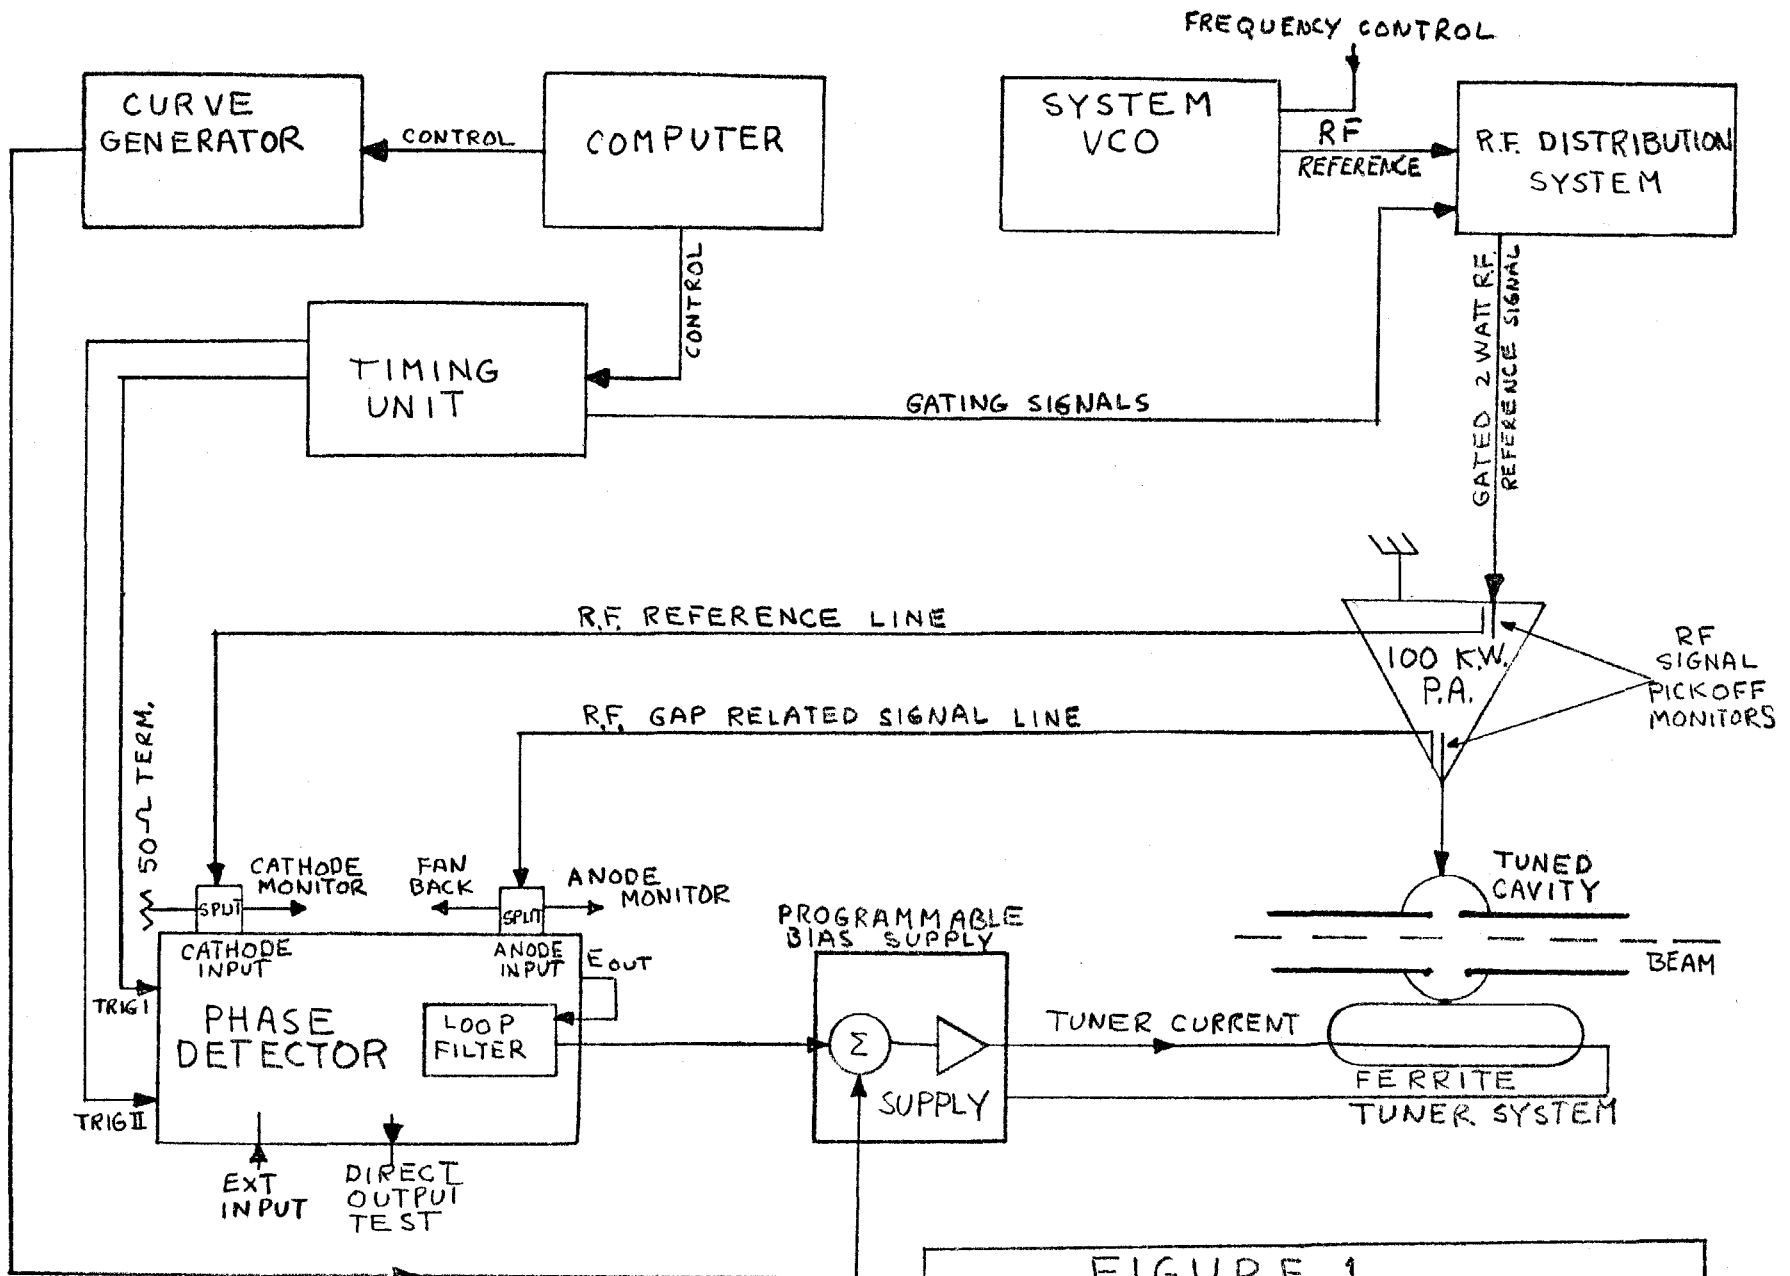 FREQUENCY CONTROL
CURVE
GENERATOR
CONTROL
COMPUTER
SYSTEM
VCO
RF
REFERENCE
R.F. DISTRIBUTION
SYSTEM
CONTROL
TIMING
UNIT
GATING SIGNALS
GATED 2 WATT R.F.
REFERENCE SIGNAL
R.F. REFERENCE LINE
100 K.W.
P.A.
RF
SIGNAL
PICKOFF
MONITORS
R.F. GAP RELATED SIGNAL LINE
50-Ω TERM.
CATHODE
MONITOR
FAN
BACK
ANODE
MONITOR
SPLIT
SPLIT
TUNED
CAVITY
BEAM
CATHODE
INPUT
ANODE
INPUT
E OUT
PROGRAMMABLE
BIAS SUPPLY
TRIG I
PHASE
DETECTOR
LOOP
FILTER
Σ
SUPPLY
TUNER CURRENT
FERRITE
TUNER SYSTEM
TRIG II
EXT
INPUT
DIRECT
OUTPUT
TEST
FIGURE 1